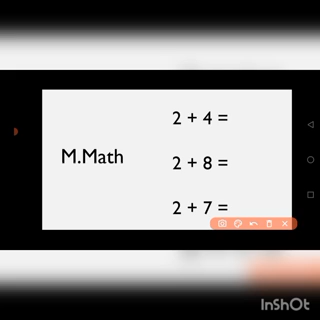 2 + 4 =
M.Math
2 + 8 =
2 + 7 =
InShOt